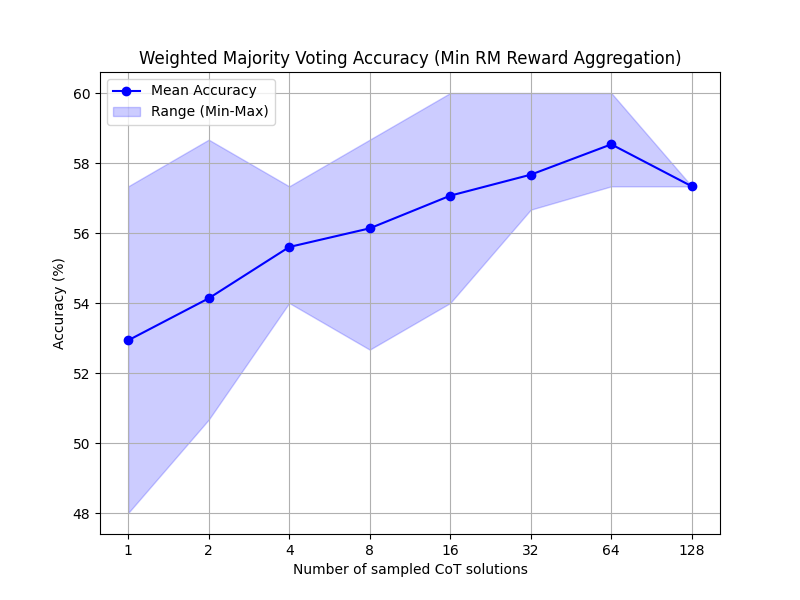 Weighted Majority Voting Accuracy (Min RM Reward Aggregation)
Mean Accuracy
Range (Min-Max)
60
58
56
54
52
50
48
Accuracy (%)
1 2 4 8 16 32 64 128
Number of sampled CoT solutions